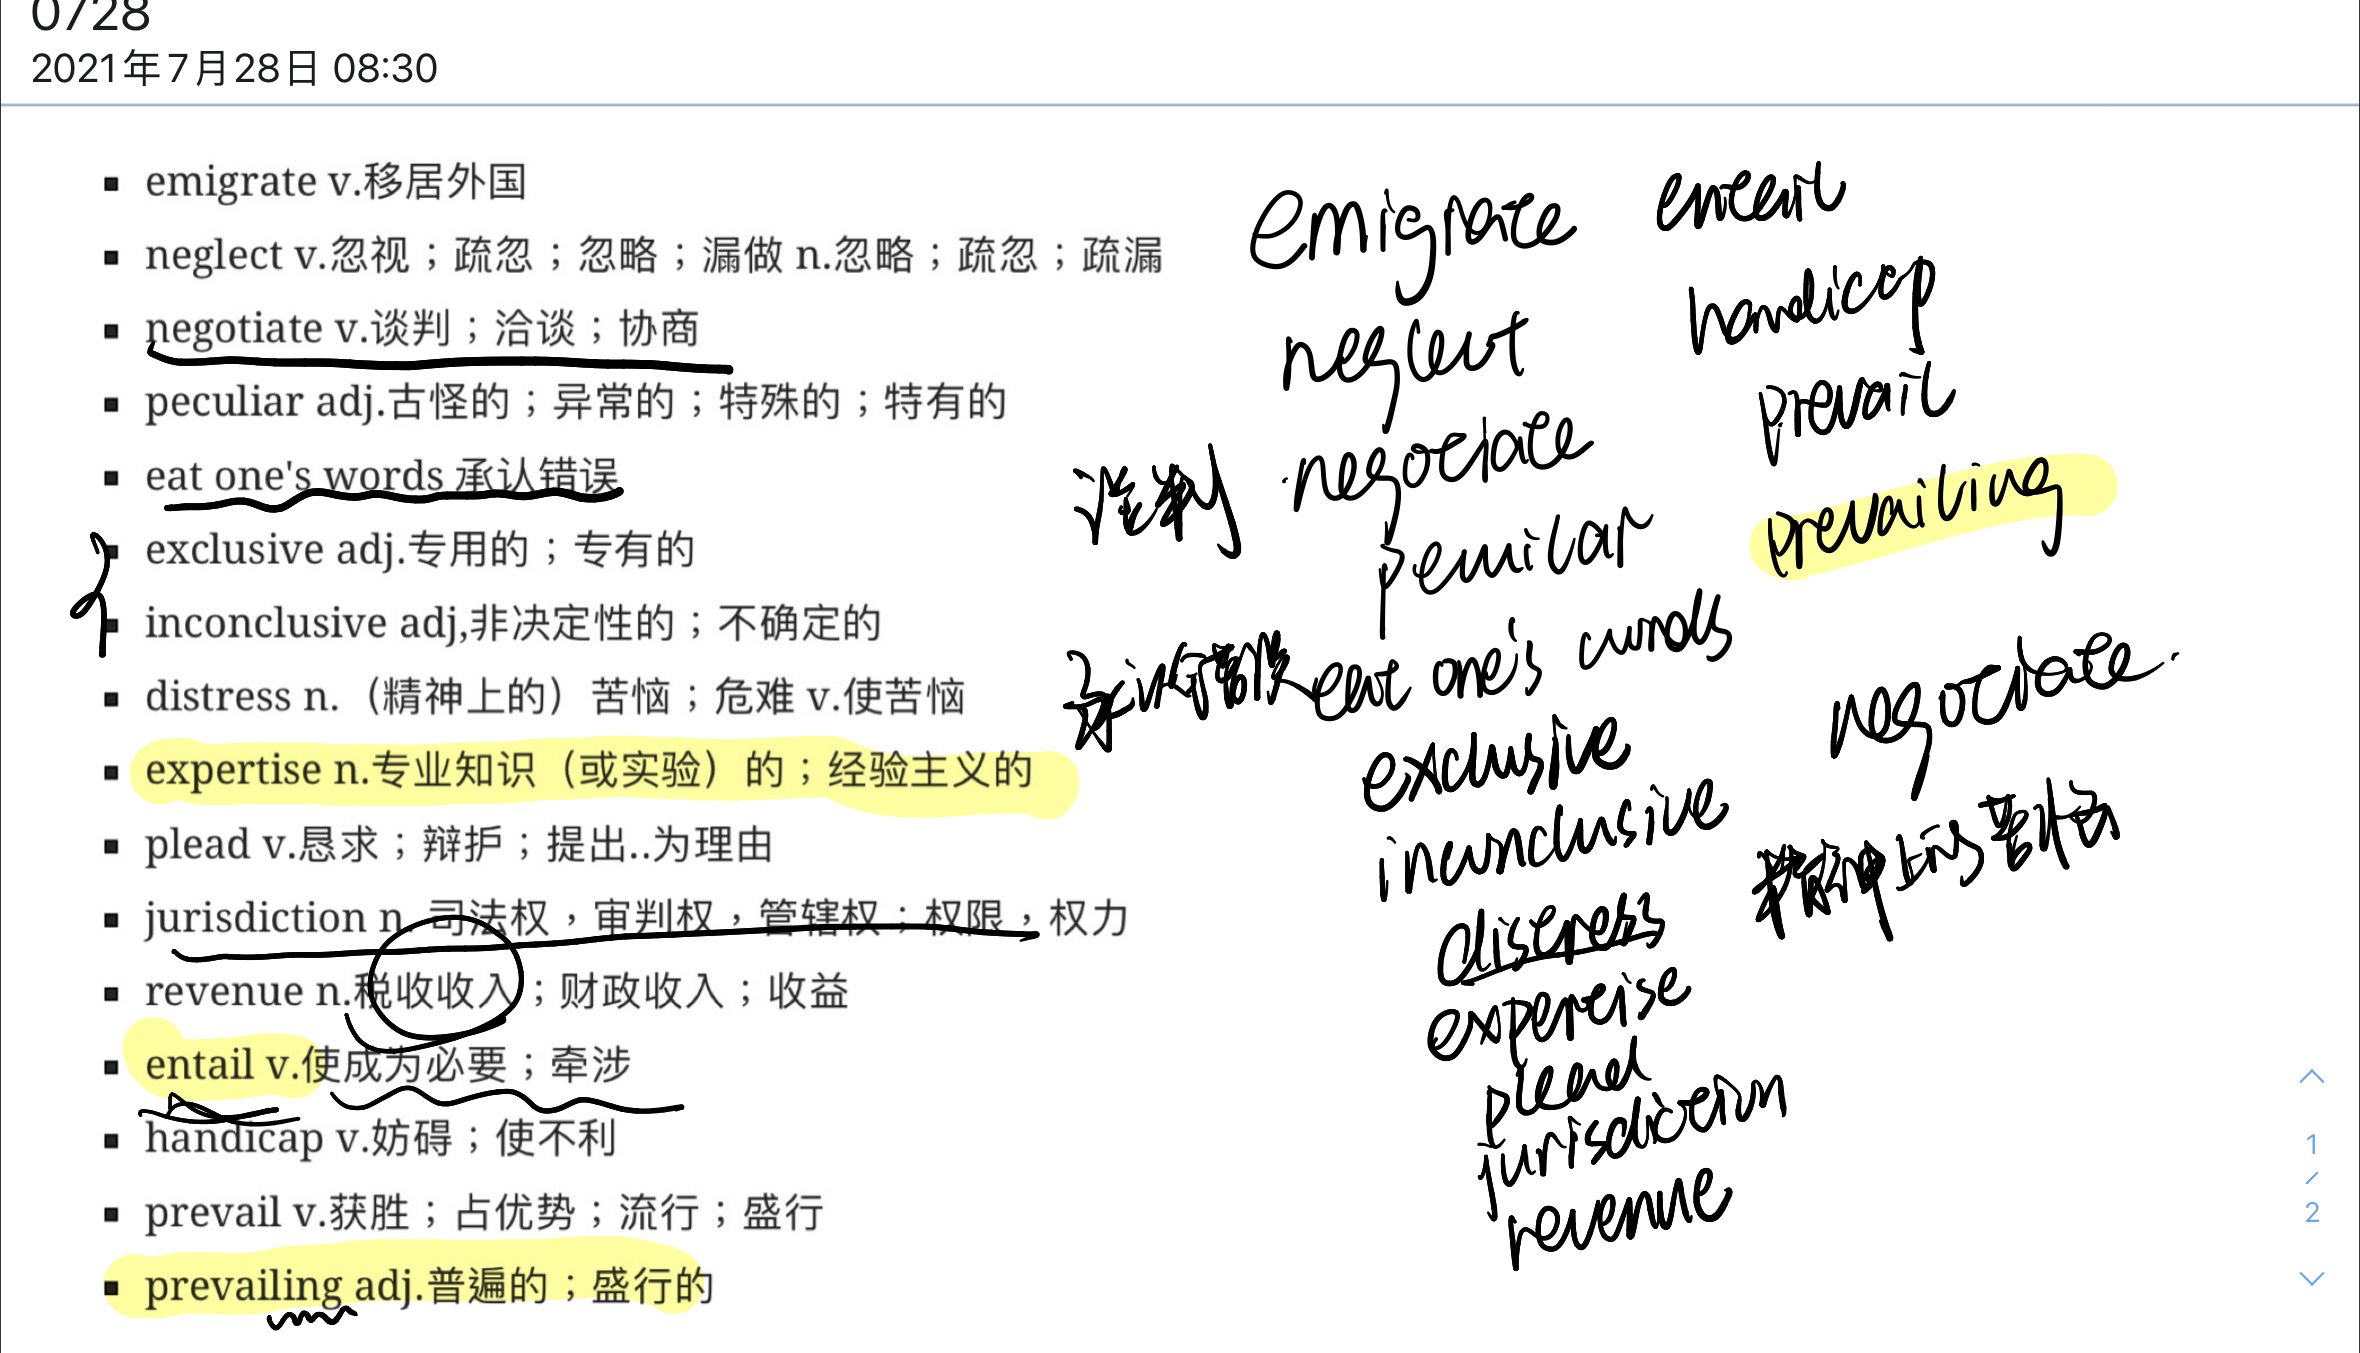 0728
2021年7月28日 08:30
emigrate v.移居外国
neglect v.忽视；疏忽；忽略；漏做 n.忽略；疏忽；疏漏
negotiate v.谈判；洽谈；协商
peculiar adj.古怪的；异常的；特殊的；特有的
eat one's words 承认错误
exclusive adj.专用的；专有的
inconclusive adj,非决定性的；不确定的
distress n.（精神上的）苦恼；危难 v.使苦恼
expertise n.专业知识（或实验）的；经验主义的
plead v.恳求；辩护；提出..为理由
jurisdiction n. 司法权，审判权，管辖权；权限，权力
revenue n.税收收入；财政收入；收益
entail v.使成为必要；牵涉
handicap v.妨碍；使不利
prevail v.获胜；占优势；流行；盛行
prevailing adj.普遍的；盛行的
emigrate
neglect
谈判 negotiate
peculiar
eat one's words
exclusive
inconclusive
distress
expertise
plead
jurisdiction
revenue
entail
handicap
prevail
prevailing
negotiate
精神上的苦恼
1
/
2